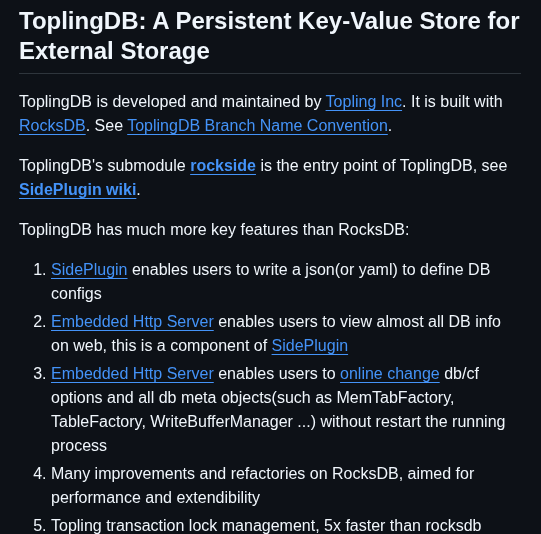 ToplingDB: A Persistent Key-Value Store for
External Storage
ToplingDB is developed and maintained by Topling Inc. It is built with
RocksDB. See ToplingDB Branch Name Convention.
ToplingDB's submodule rockside is the entry point of ToplingDB, see
SidePlugin wiki.
ToplingDB has much more key features than RocksDB:
1. SidePlugin enables users to write a json(or yaml) to define DB
configs
2. Embedded Http Server enables users to view almost all DB info
on web, this is a component of SidePlugin
3. Embedded Http Server enables users to online change db/cf
options and all db meta objects(such as MemTabFactory,
TableFactory, WriteBufferManager ...) without restart the running
process
4. Many improvements and refactories on RocksDB, aimed for
performance and extendibility
5. Topling transaction lock management, 5x faster than rocksdb